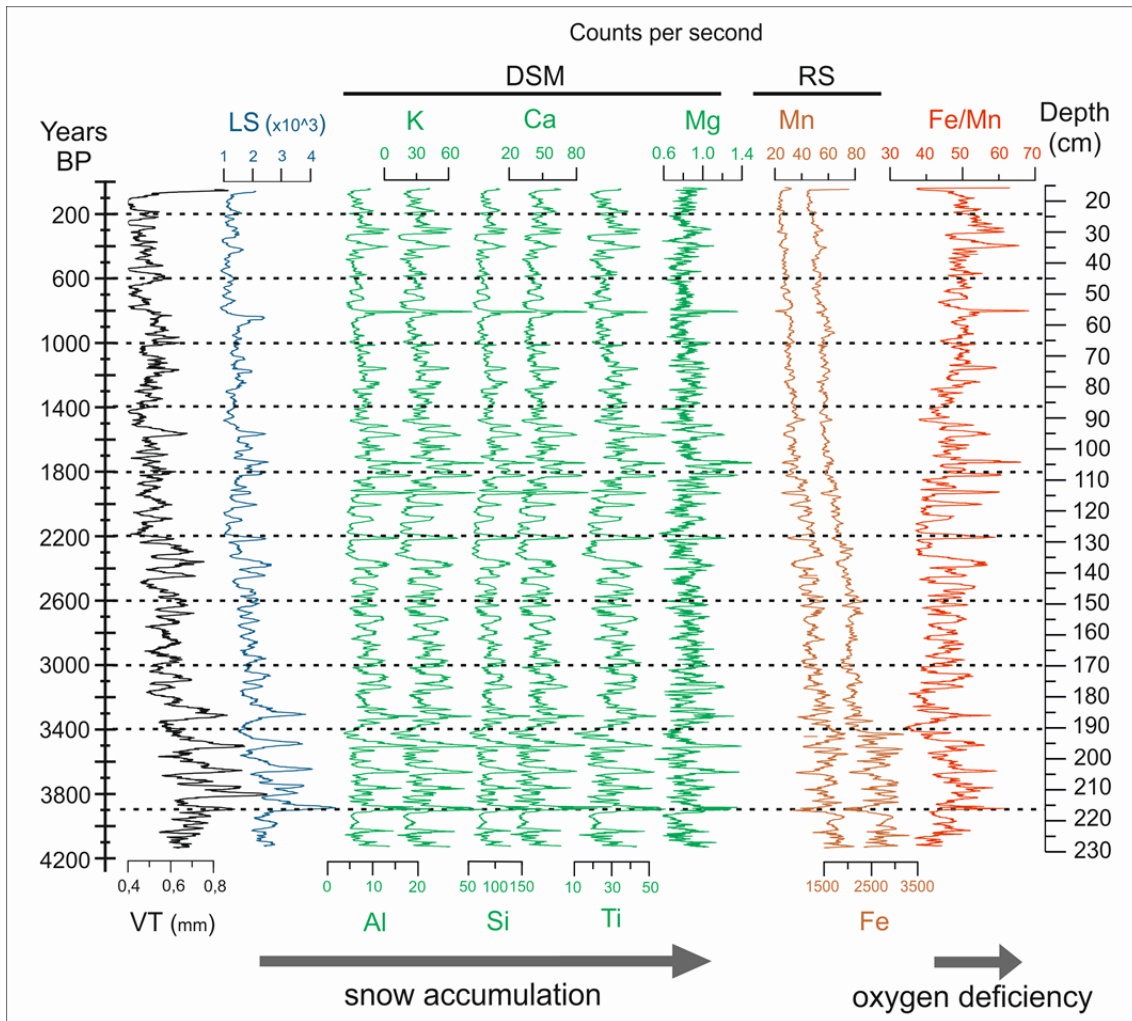 Counts per second
DSM RS
Years BP
LS (x10^3)
K
Ca
Mg
Mn
Fe/Mn
Depth (cm)
1 2 3 4
0 30 60
20 50 80
0.6 1.0 1.4
20 40 60 80
30 40 50 60 70
200
600
1000
1400
1800
2200
2600
3000
3400
3800
4200
20
30
40
50
60
70
80
90
100
110
120
130
140
150
160
170
180
190
200
210
220
230
0,4 0,6 0,8
VT (mm)
0 10 20
Al
50 100 150
Si
10 30 50
Ti
1500 2500 3500
Fe
snow accumulation
oxygen deficiency